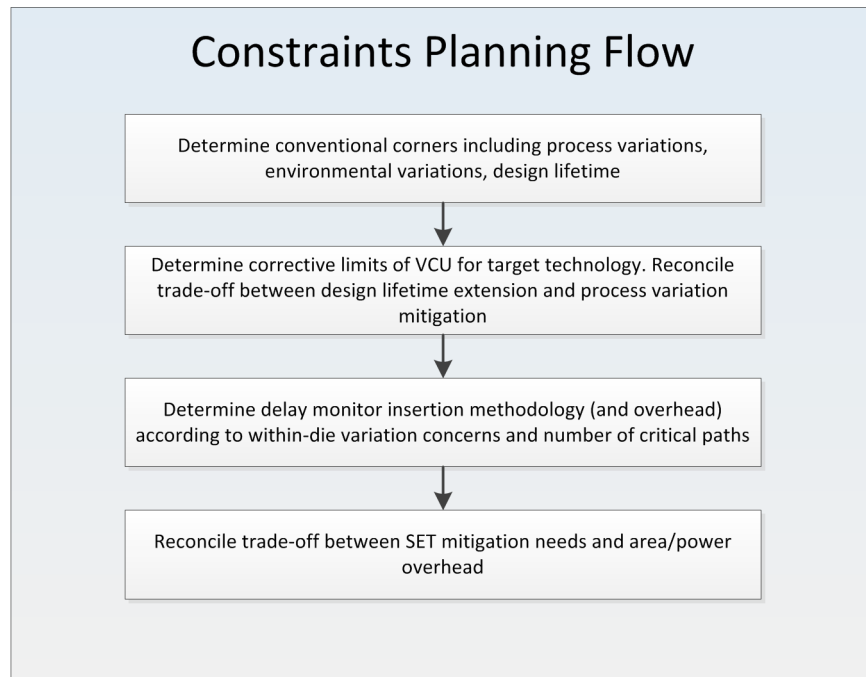 Constraints Planning Flow
Determine conventional corners including process variations,
environmental variations, design lifetime
Determine corrective limits of VCU for target technology. Reconcile
trade-off between design lifetime extension and process variation
mitigation
Determine delay monitor insertion methodology (and overhead)
according to within-die variation concerns and number of critical paths
Reconcile trade-off between SET mitigation needs and area/power
overhead